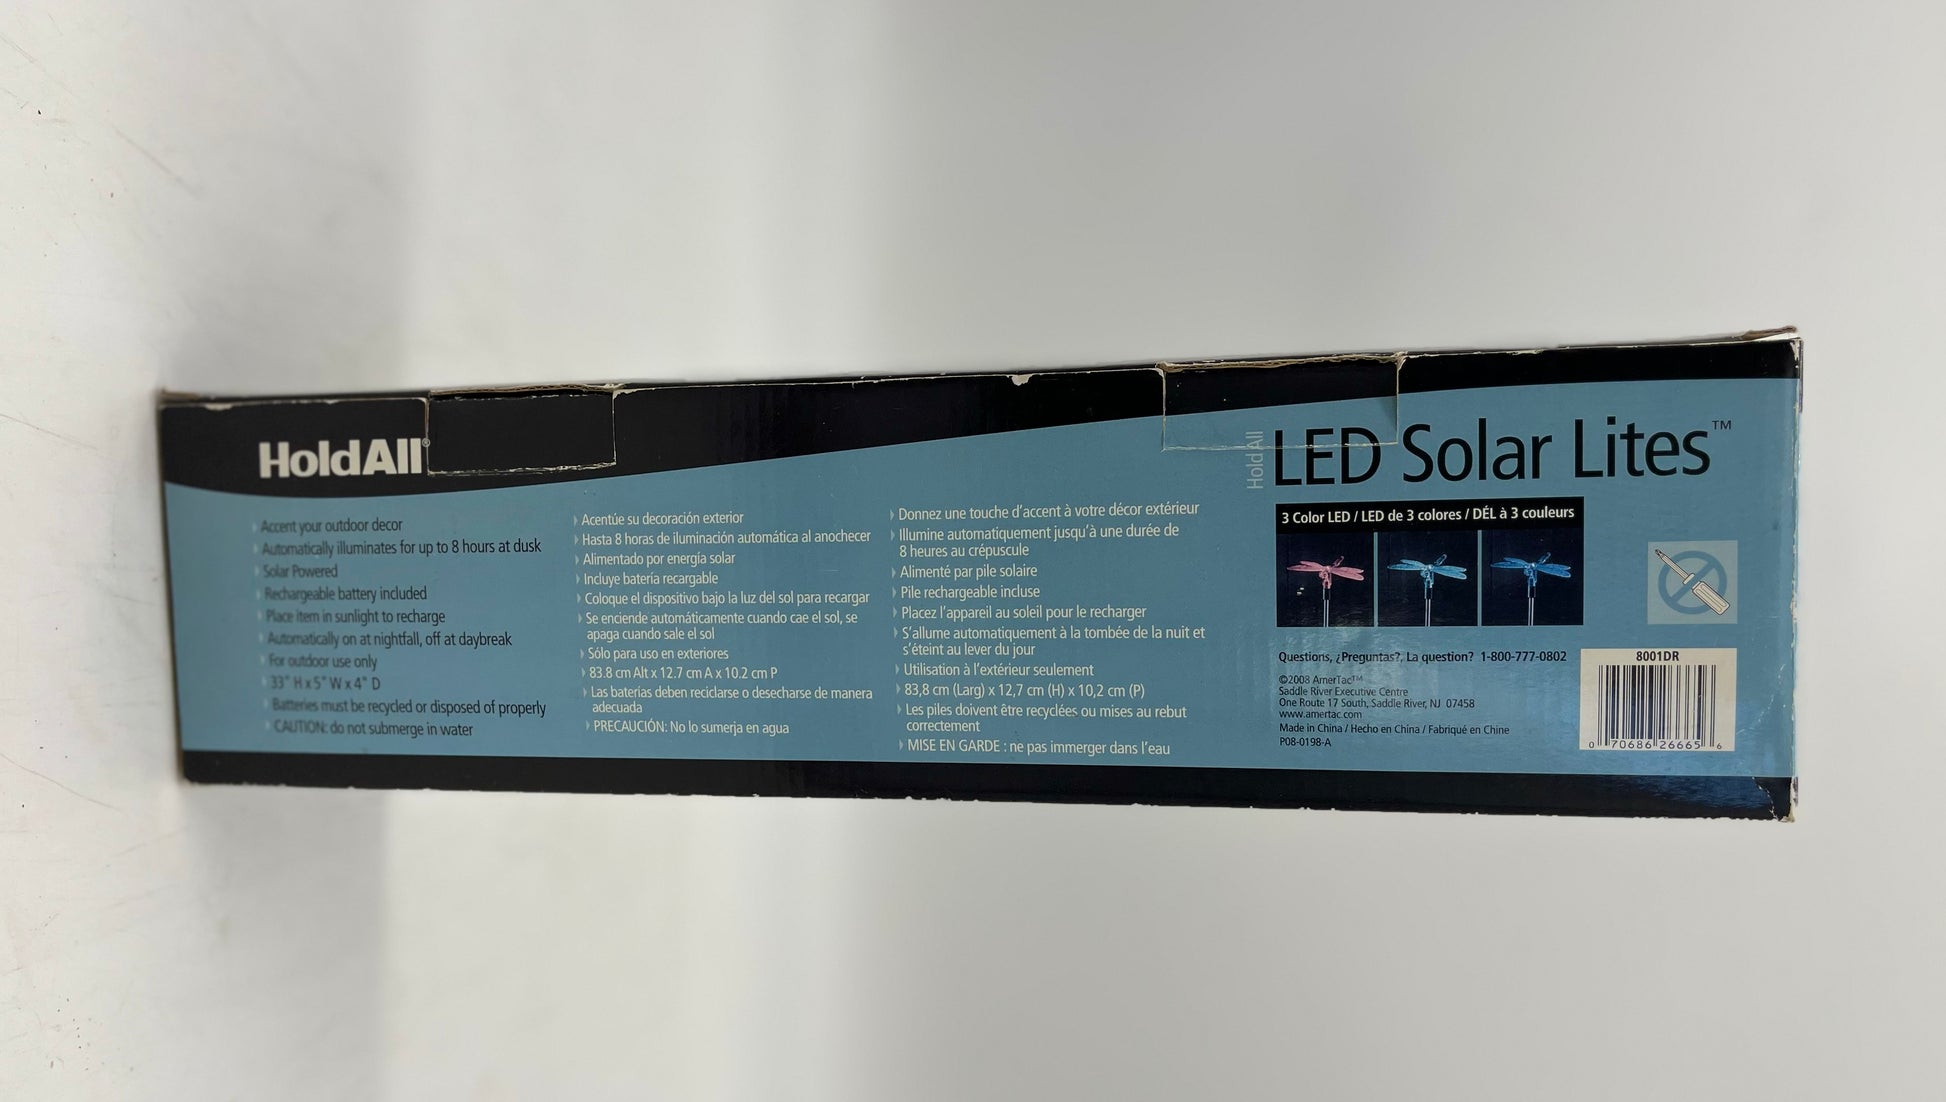 HoldAll®
Accent your outdoor decor
Automatically illuminates for up to 8 hours at dusk
Solar Powered
Rechargeable battery included
Place item in sunlight to recharge
Automatically on at nightfall, off at daybreak
For outdoor use only
33" H x 5" W x 4" D
Batteries must be recycled or disposed of properly
CAUTION: do not submerge in water
Acentúe su decoración exterior
Hasta 8 horas de iluminación automática al anochecer
Alimentado por energía solar
Incluye batería recargable
Coloque el dispositivo bajo la luz del sol para recargar
Se enciende automáticamente cuando cae el sol, se
apaga cuando sale el sol
Sólo para uso en exteriores
83.8 cm Alt x 12.7 cm A x 10.2 cm P
Las baterías deben reciclarse o desecharse de manera
adecuada
PRECAUCIÓN: No lo sumerja en agua
Donnez une touche d'accent à votre décor extérieur
Illumine automatiquement jusqu'à une durée de
8 heures au crépuscule
Alimenté par pile solaire
Pile rechargeable incluse
Placez l'appareil au soleil pour le recharger
S'allume automatiquement à la tombée de la nuit et
s'éteint au lever du jour
Utilisation à l'extérieur seulement
83,8 cm (Larg) x 12,7 cm (H) x 10,2 cm (P)
Les piles doivent être recyclées ou mises au rebut
correctement
MISE EN GARDE : ne pas immerger dans l'eau
HoldAll
LED Solar Lites™
3 Color LED / LED de 3 colores / DÉL à 3 couleurs
Questions, ¿Preguntas?, La question? 1-800-777-0802
©2008 AmerTac™
Saddle River Executive Centre
One Route 17 South, Saddle River, NJ 07458
www.amertac.com
Made in China / Hecho en China / Fabriqué en Chine
P08-0198-A
8001DR
0 70686 26665 6